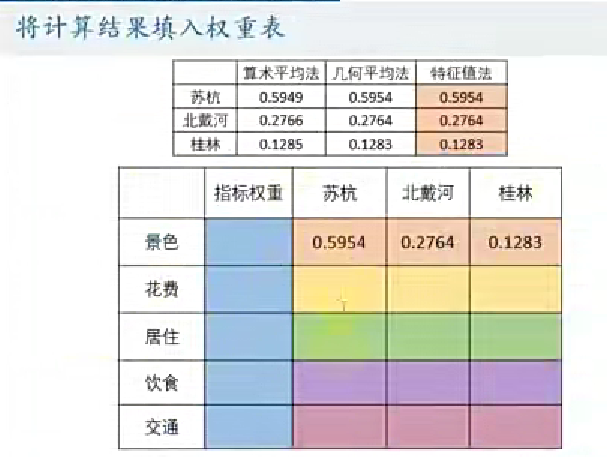 将计算结果填入权重表
算术平均法 几何平均法 特征值法
苏杭 0.5949 0.5954 0.5954
北戴河 0.2766 0.2764 0.2764
桂林 0.1285 0.1283 0.1283
指标权重 苏杭 北戴河 桂林
景色 0.5954 0.2764 0.1283
花费
居住
饮食
交通